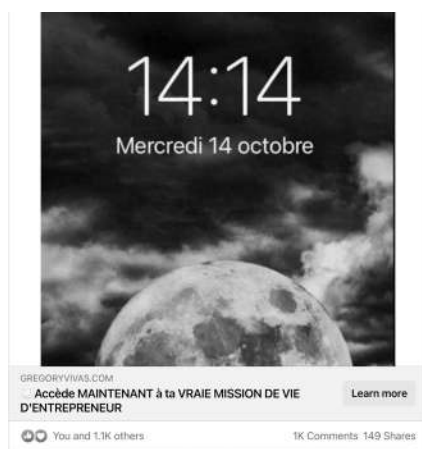 14:14
Mercredi 14 octobre
GREGORYVIVAS.COM
Accède MAINTENANT à ta VRAIE MISSION DE VIE
D'ENTREPRENEUR
Learn more
You and 1.1K others
1K Comments 149 Shares